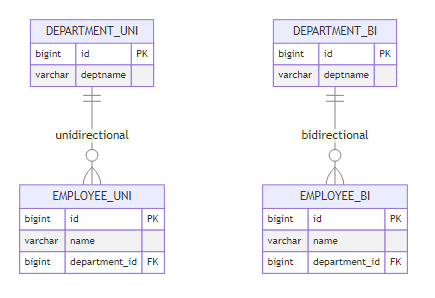 DEPARTMENT_UNI
bigint id PK
varchar deptname
unidirectional
EMPLOYEE_UNI
bigint id PK
varchar name
bigint department_id FK
DEPARTMENT_BI
bigint id PK
varchar deptname
bidirectional
EMPLOYEE_BI
bigint id PK
varchar name
bigint department_id FK